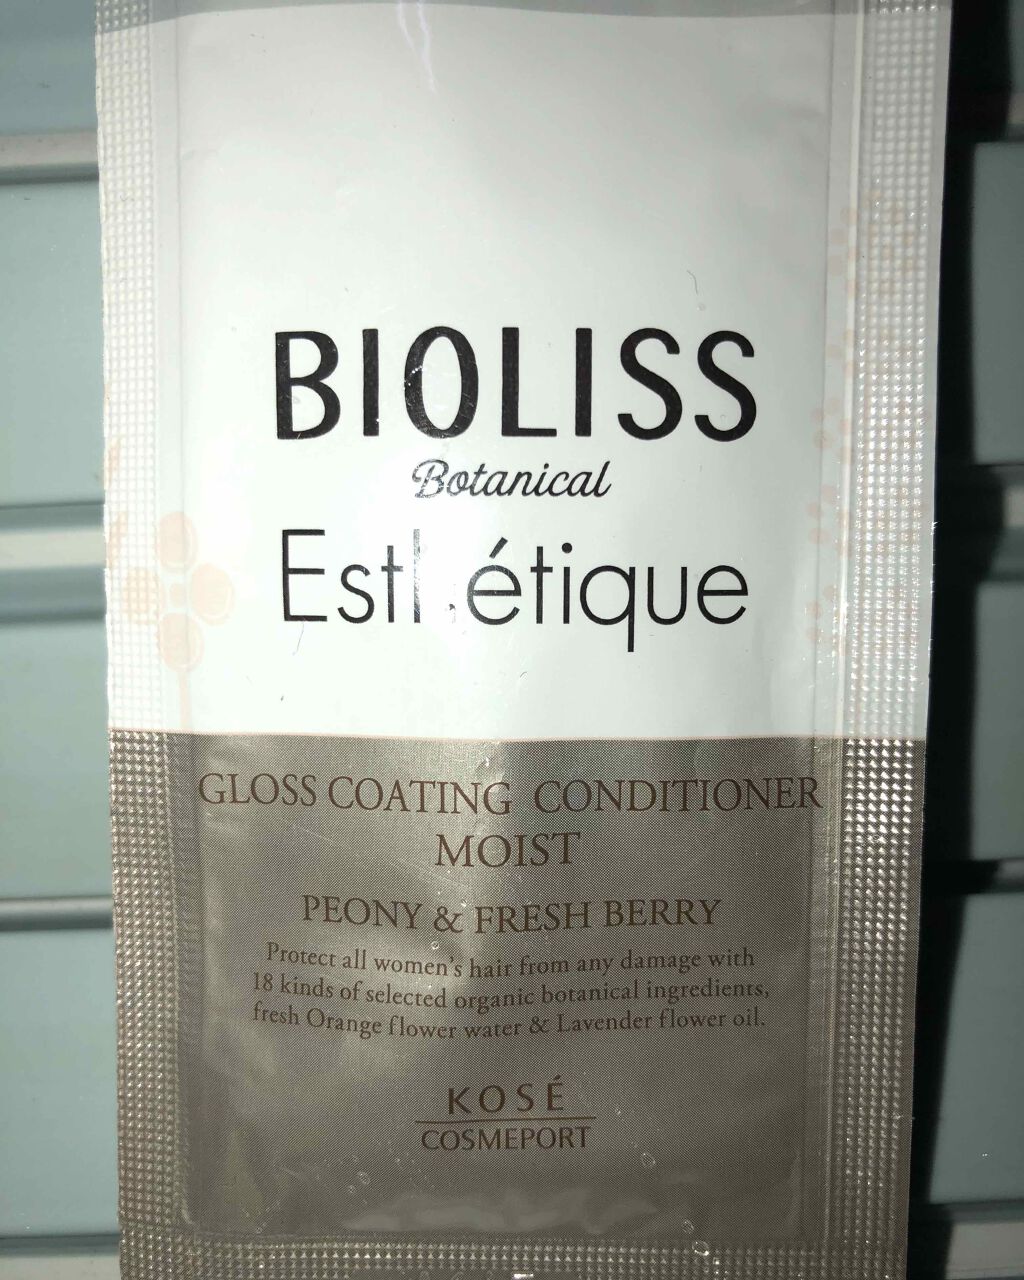 BIOLISS
Botanical
Esthétique
GLOSS COATING CONDITIONER
MOIST
PEONY & FRESH BERRY
Protect all women's hair from any damage with
18 kinds of selected organic botanical ingredients,
fresh Orange flower water & Lavender flower oil.
KOSÉ
COSMEPORT